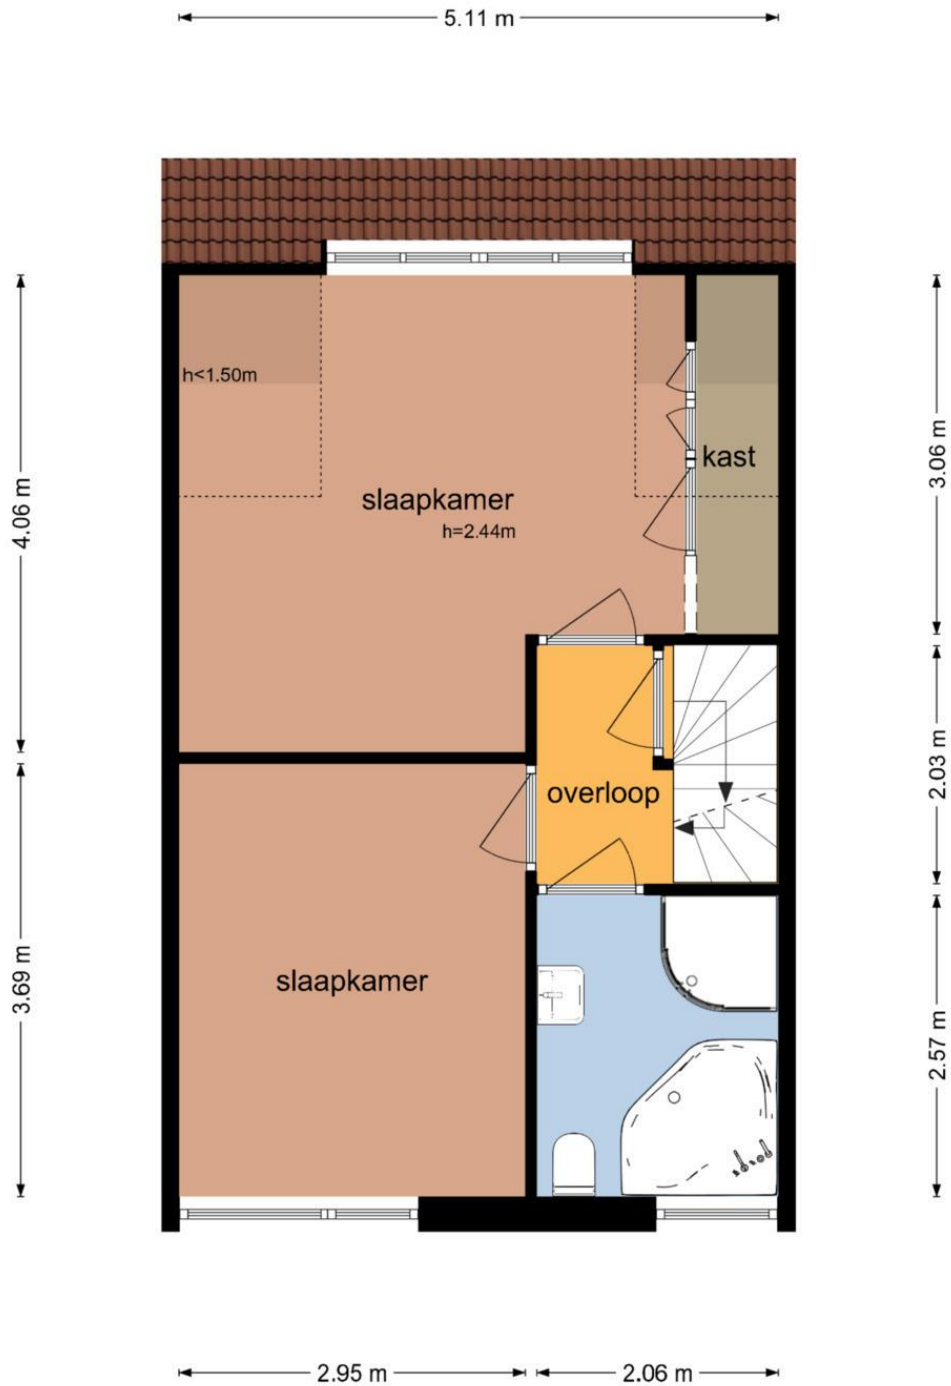 5.11 m
h<1.50m
kast
3.06 m
slaapkamer
4.06 m
h=2.44m
overloop
2.03 m
slaapkamer
3.69 m
2.57 m
2.95 m
2.06 m